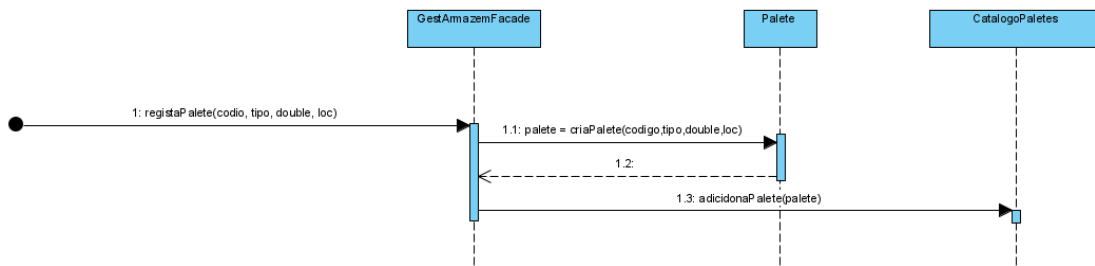 GestArmazemFacade
Palete
CatalogoPaletes
1: registaPalete(codio, tipo, double, loc)
1.1: palete = criaPalete(codigo,tipo,double,loc)
1.2:
1.3: adicidonaPalete(palete)